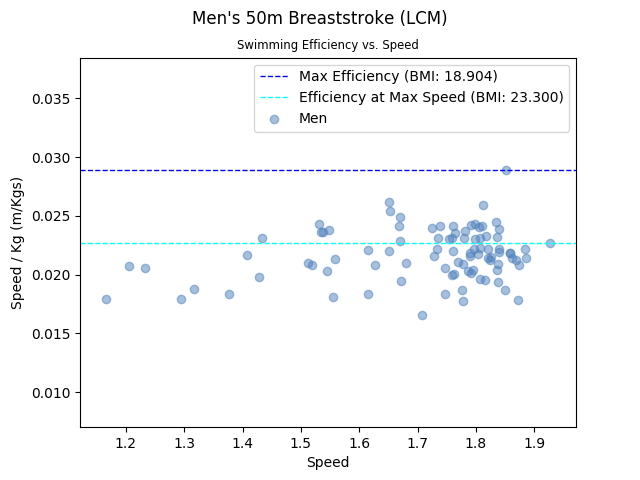 Men's 50m Breaststroke (LCM)
Swimming Efficiency vs. Speed
Max Efficiency (BMI: 18.904)
Efficiency at Max Speed (BMI: 23.300)
Men
Speed / Kg (m/Kgs)
0.035
0.030
0.025
0.020
0.015
0.010
1.2 1.3 1.4 1.5 1.6 1.7 1.8 1.9
Speed